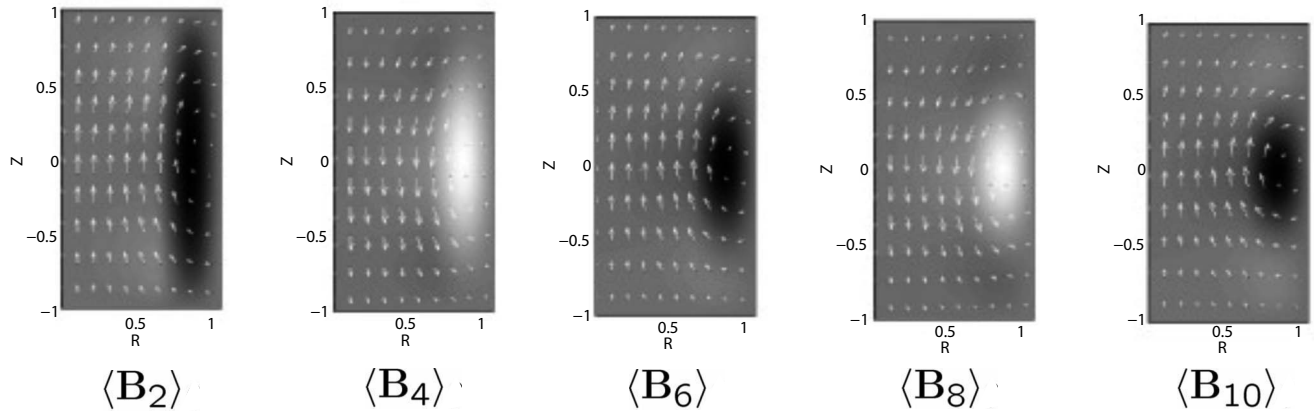 1 1 1 1 1
0.5 0.5 0.5 0.5 0.5
Z 0 Z 0 Z 0 Z 0 Z 0
−0.5 −0.5 −0.5 −0.5 −0.5
−1 −1 −1 −1 −1
0.5 1 0.5 1 0.5 1 0.5 1 0.5 1
R R R R R
⟨B₂⟩ ⟨B₄⟩ ⟨B₆⟩ ⟨B₈⟩ ⟨B₁₀⟩